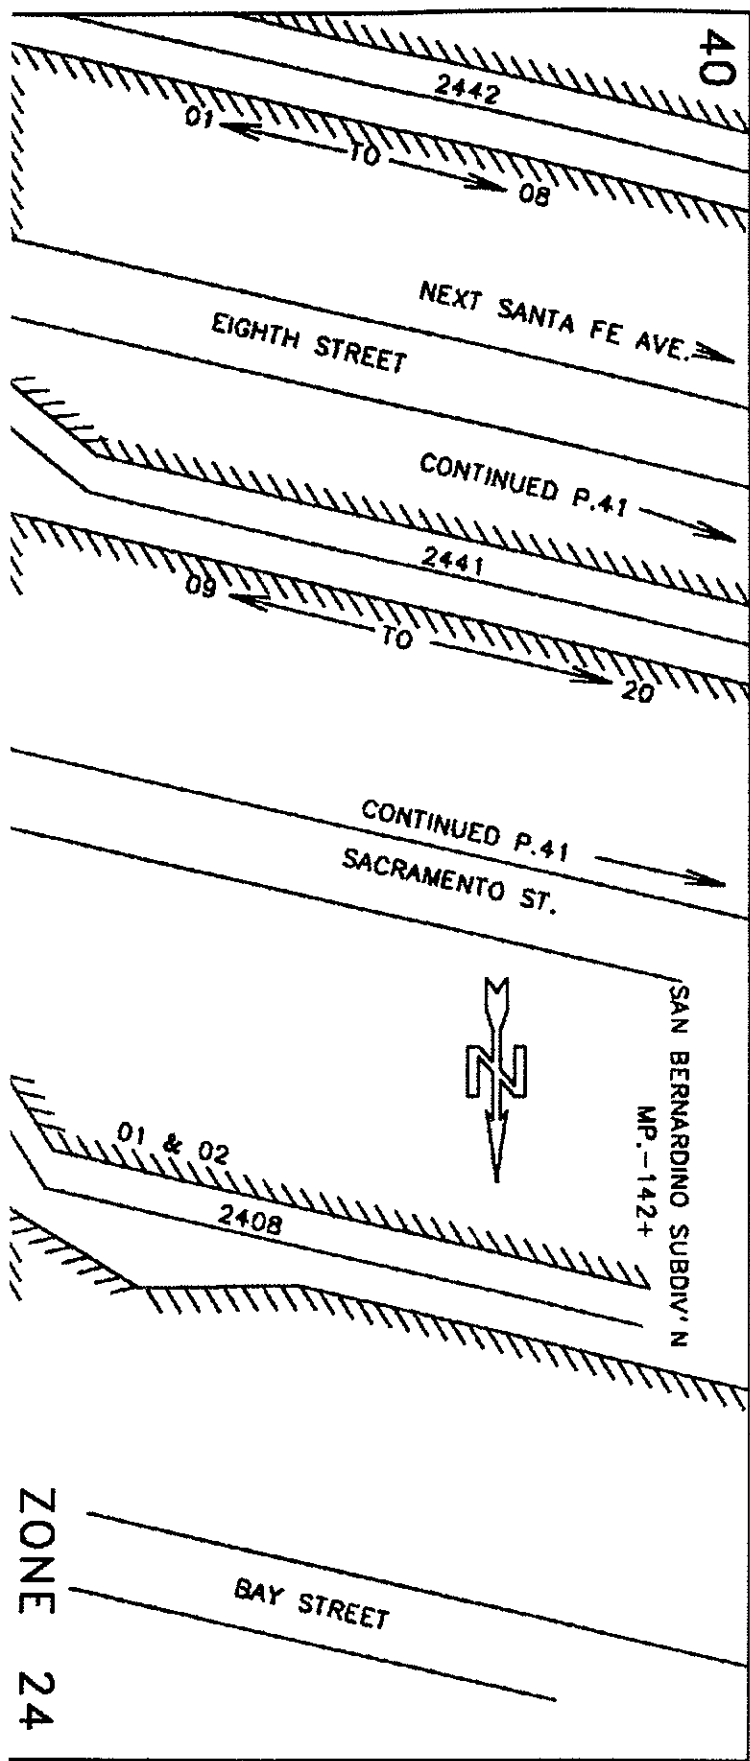 40
2442
01 TO 08
NEXT SANTA FE AVE.
EIGHTH STREET
CONTINUED P.41
2441
09 TO 20
CONTINUED P.41
SACRAMENTO ST.
SAN BERNARDINO SUBDIV'N
MP.-142+
N
01 & 02
2408
BAY STREET
ZONE 24